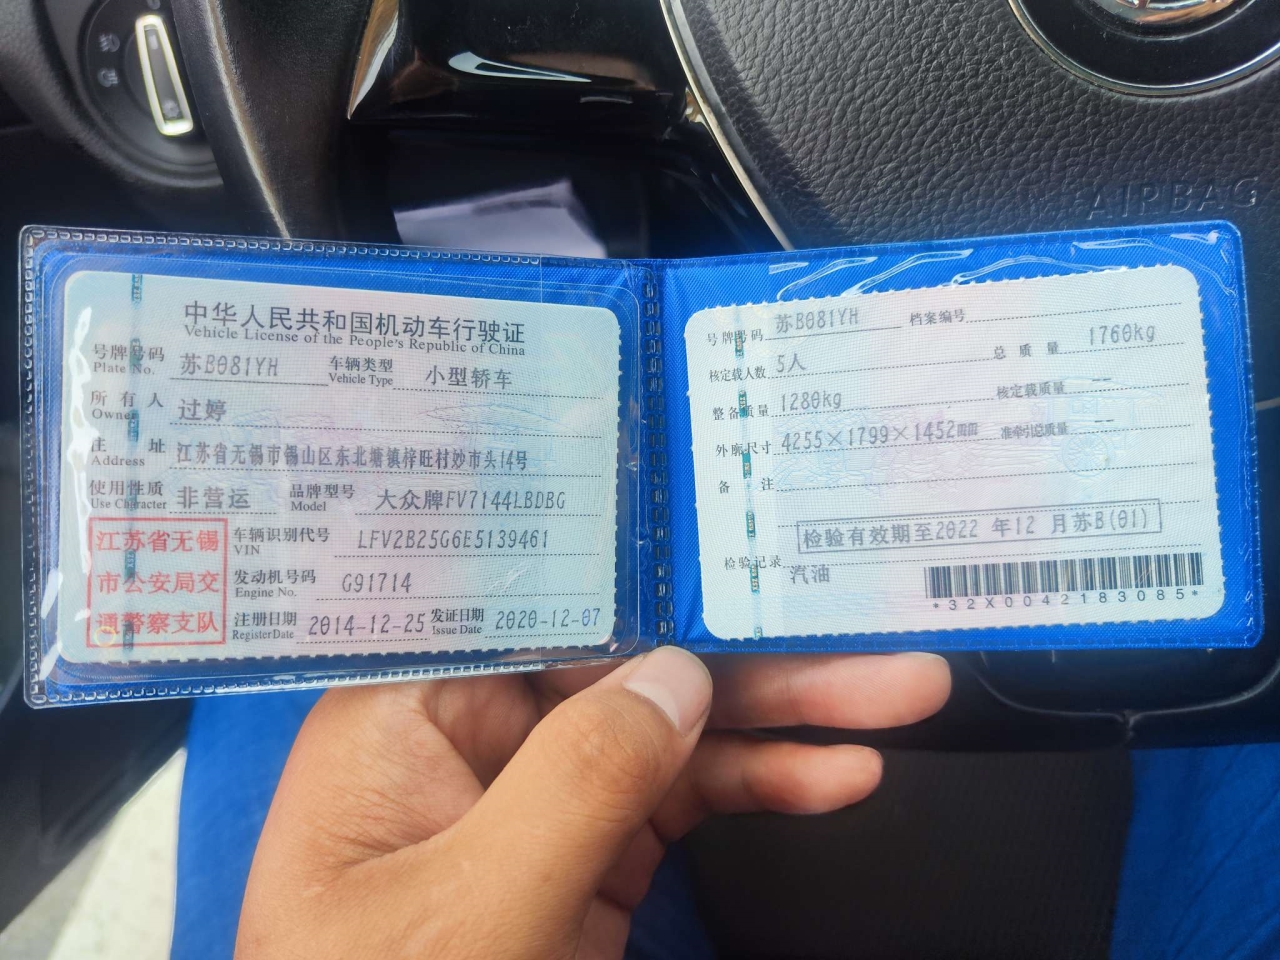 AIRBAG
中华人民共和国机动车行驶证
Vehicle License of the People's Republic of China
号牌号码 苏B081YH 车辆类型 小型轿车
Plate No. Vehicle Type
所有人 过婷
Owner
住址 江苏省无锡市锡山区东北塘镇梓旺村妙市头14号
Address
使用性质 非营运 品牌型号 大众牌FV7144LBDBG
Use Character Model
江苏省无锡
市公安局交
通警察支队
车辆识别代号 LFV2B25G6E5139461
VIN
发动机号码 G91714
Engine No.
注册日期 2014-12-25 发证日期 2020-12-07
Register Date Issue Date
号牌号码 苏B081YH 档案编号
核定载人数 5人 总质量 1760kg
整备质量 1280kg 核定载质量 --
外廓尺寸 4255×1799×1452mm 准牵引总质量 --
备注
检验有效期至2022 年12 月苏B(01)
检验记录
汽油
*32X0042183085*